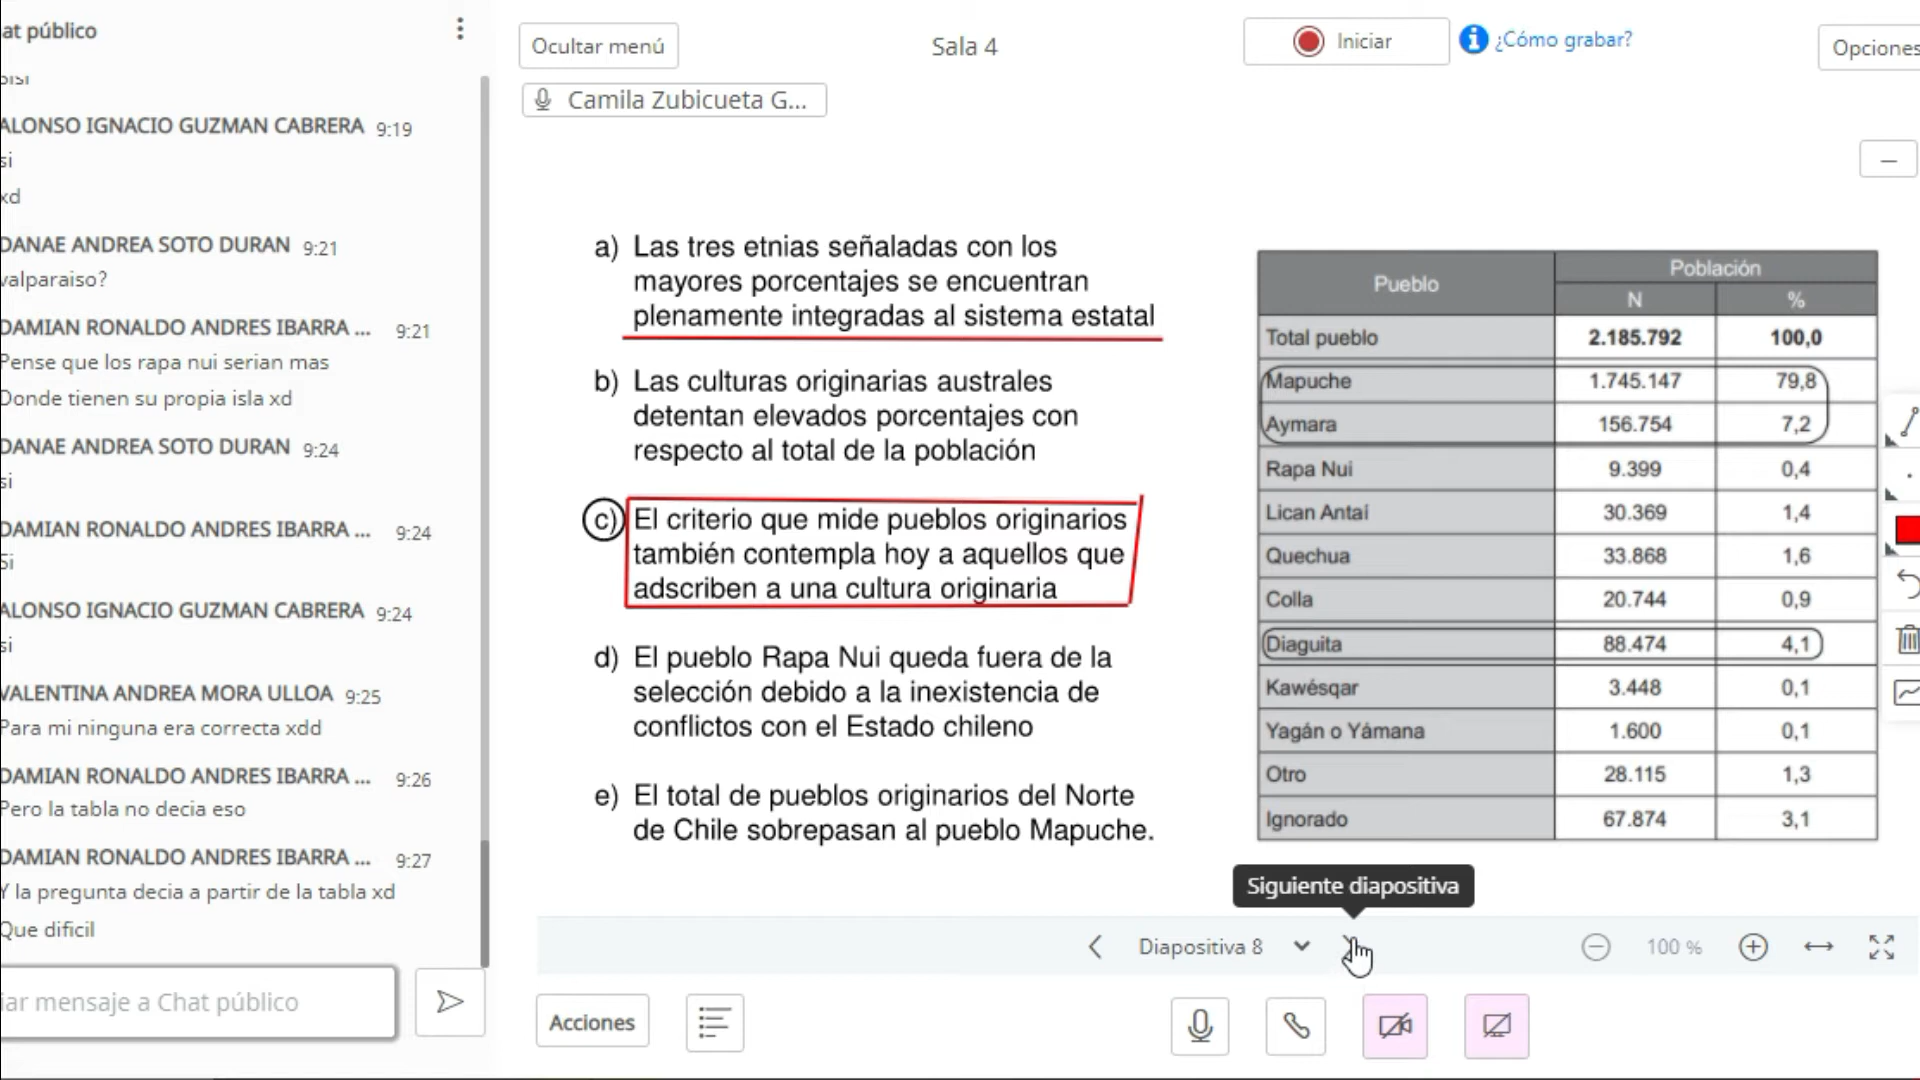 at público
ALONSO IGNACIO GUZMAN CABRERA 9:19
si
xd
DANAE ANDREA SOTO DURAN 9:21
valparaiso?
DAMIAN RONALDO ANDRES IBARRA ... 9:21
Pense que los rapa nui serian mas
Donde tienen su propia isla xd
DANAE ANDREA SOTO DURAN 9:24
si
DAMIAN RONALDO ANDRES IBARRA ... 9:24
Si
ALONSO IGNACIO GUZMAN CABRERA 9:24
si
VALENTINA ANDREA MORA ULLOA 9:25
Para mi ninguna era correcta xdd
DAMIAN RONALDO ANDRES IBARRA ... 9:26
Pero la tabla no decia eso
DAMIAN RONALDO ANDRES IBARRA ... 9:27
Y la pregunta decia a partir de la tabla xd
Que dificil
iar mensaje a Chat público
Ocultar menú
Sala 4
Iniciar
¿Cómo grabar?
Opciones
Camila Zubicueta G...
a) Las tres etnias señaladas con los
mayores porcentajes se encuentran
plenamente integradas al sistema estatal
b) Las culturas originarias australes
detentan elevados porcentajes con
respecto al total de la población
c) El criterio que mide pueblos originarios
también contempla hoy a aquellos que
adscriben a una cultura originaria
d) El pueblo Rapa Nui queda fuera de la
selección debido a la inexistencia de
conflictos con el Estado chileno
e) El total de pueblos originarios del Norte
de Chile sobrepasan al pueblo Mapuche.
Pueblo Población
N %
Total pueblo 2.185.792 100,0
Mapuche 1.745.147 79,8
Aymara 156.754 7,2
Rapa Nui 9.399 0,4
Lican Antai 30.369 1,4
Quechua 33.868 1,6
Colla 20.744 0,9
Diaguita 88.474 4,1
Kawésqar 3.448 0,1
Yagán o Yámana 1.600 0,1
Otro 28.115 1,3
Ignorado 67.874 3,1
Siguiente diapositiva
Diapositiva 8
100 %
Acciones